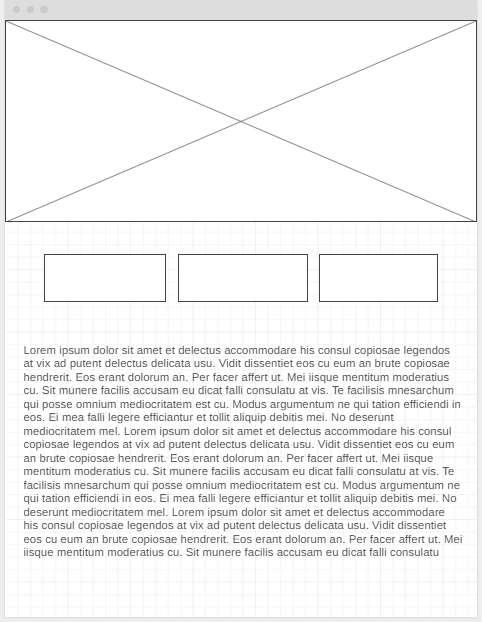 Lorem ipsum dolor sit amet et delectus accommodare his consul copiosae legendos
at vix ad putent delectus delicata usu. Vidit dissentiet eos cu eum an brute copiosae
hendrerit. Eos erant dolorum an. Per facer affert ut. Mei iisque mentitum moderatius
cu. Sit munere facilis accusam eu dicat falli consulatu at vis. Te facilisis mnesarchum
qui posse omnium mediocritatem est cu. Modus argumentum ne qui tation efficiendi in
eos. Ei mea falli legere efficiantur et tollit aliquip debitis mei. No deserunt
mediocritatem mel. Lorem ipsum dolor sit amet et delectus accommodare his consul
copiosae legendos at vix ad putent delectus delicata usu. Vidit dissentiet eos cu eum
an brute copiosae hendrerit. Eos erant dolorum an. Per facer affert ut. Mei iisque
mentitum moderatius cu. Sit munere facilis accusam eu dicat falli consulatu at vis. Te
facilisis mnesarchum qui posse omnium mediocritatem est cu. Modus argumentum ne
qui tation efficiendi in eos. Ei mea falli legere efficiantur et tollit aliquip debitis mei. No
deserunt mediocritatem mel. Lorem ipsum dolor sit amet et delectus accommodare
his consul copiosae legendos at vix ad putent delectus delicata usu. Vidit dissentiet
eos cu eum an brute copiosae hendrerit. Eos erant dolorum an. Per facer affert ut. Mei
iisque mentitum moderatius cu. Sit munere facilis accusam eu dicat falli consulatu